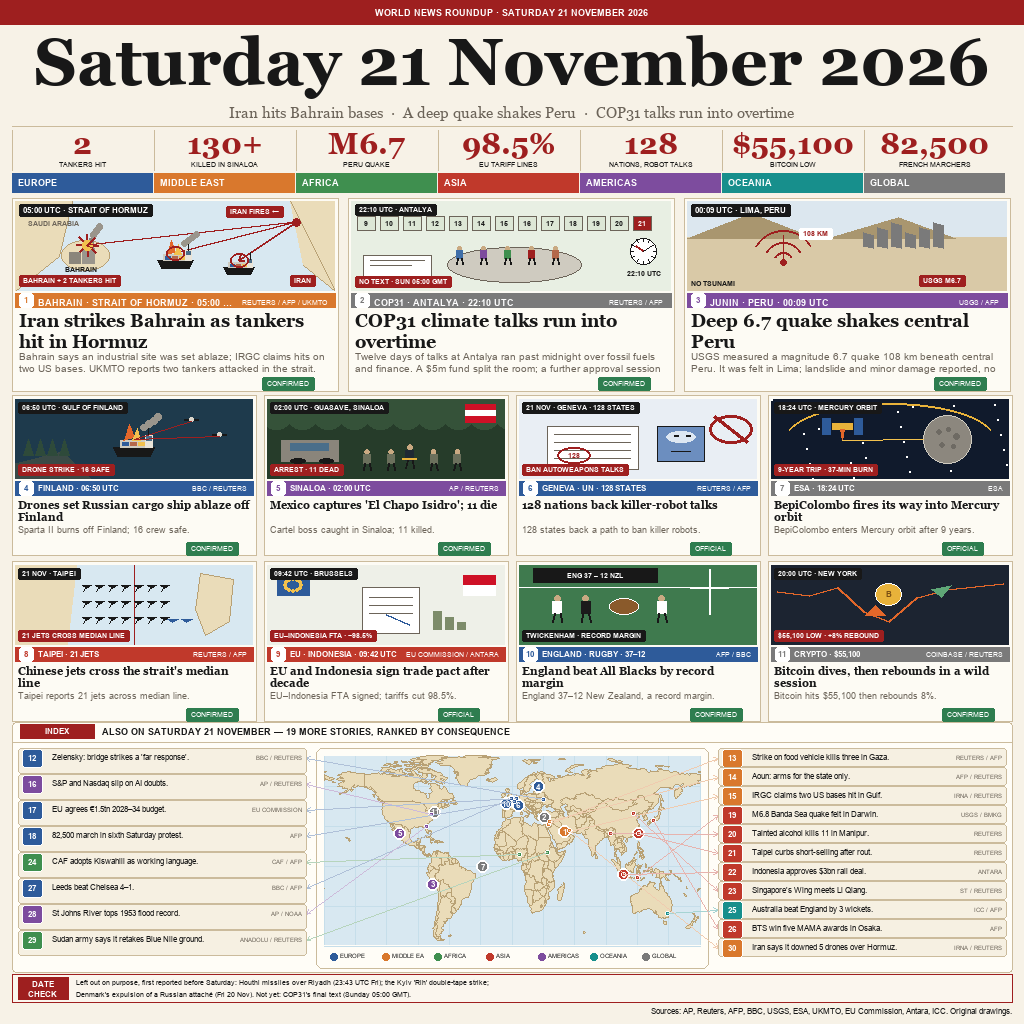 WORLD NEWS ROUNDUP · SATURDAY 21 NOVEMBER 2026
Saturday 21 November 2026
Iran hits Bahrain bases · A deep quake shakes Peru · COP31 talks run into overtime
2
TANKERS HIT
130+
KILLED IN SINALOA
M6.7
PERU QUAKE
98.5%
EU TARIFF LINES
128
NATIONS, ROBOT TALKS
$55,100
BITCOIN LOW
82,500
FRENCH MARCHERS
EUROPE
MIDDLE EAST
AFRICA
ASIA
AMERICAS
OCEANIA
GLOBAL
05:00 UTC · STRAIT OF HORMUZ
IRAN FIRES ←
SAUDI ARABIA
BAHRAIN
BAHRAIN + 2 TANKERS HIT
IRAN
1 BAHRAIN · STRAIT OF HORMUZ · 05:00 ... REUTERS / AFP / UKMTO
Iran strikes Bahrain as tankers
hit in Hormuz
Bahrain says an industrial site was set ablaze; IRGC claims hits on
two US bases. UKMTO reports two tankers attacked in the strait.
CONFIRMED
22:10 UTC · ANTALYA
9 10 11 12 13 14 15 16 17 18 19 20 21
22:10 UTC
NO TEXT · SUN 05:00 GMT
2 COP31 · ANTALYA · 22:10 UTC REUTERS / AFP
COP31 climate talks run into
overtime
Twelve days of talks at Antalya ran past midnight over fossil fuels
and finance. A $5m fund split the room; a further approval session
CONFIRMED
00:09 UTC · LIMA, PERU
108 KM
NO TSUNAMI
USGS M6.7
3 JUNIN · PERU · 00:09 UTC USGS / AFP
Deep 6.7 quake shakes central
Peru
USGS measured a magnitude 6.7 quake 108 km beneath central
Peru. It was felt in Lima; landslide and minor damage reported, no
CONFIRMED
06:50 UTC · GULF OF FINLAND
DRONE STRIKE · 16 SAFE
4 FINLAND · 06:50 UTC BBC / REUTERS
Drones set Russian cargo ship ablaze off
Finland
Sparta II burns off Finland; 16 crew safe.
CONFIRMED
02:00 UTC · GUASAVE, SINALOA
ARREST · 11 DEAD
5 SINALOA · 02:00 UTC AP / REUTERS
Mexico captures 'El Chapo Isidro'; 11 die
Cartel boss caught in Sinaloa; 11 killed.
CONFIRMED
21 NOV · GENEVA · 128 STATES
128
BAN AUTOWEAPONS TALKS
6 GENEVA · UN · 128 STATES REUTERS
128 nations back killer-robot talks
128 states back a path to ban killer robots.
OFFICIAL
18:24 UTC · MERCURY ORBIT
9-YEAR TRIP · 37-MIN BURN
7 ESA · 18:24 UTC ESA
BepiColombo fires its way into Mercury
orbit
BepiColombo enters Mercury orbit after 9 years.
OFFICIAL
21 NOV · TAIPEI
21 JETS CROSS MEDIAN LINE
8 TAIPEI · 21 JETS REUTERS / AFP
Chinese jets cross the strait's median
line
Taipei reports 21 jets across median line.
CONFIRMED
09:42 UTC · BRUSSELS
EU–INDONESIA FTA · −98.5%
9 EU · INDONESIA · 09:42 UTC EU COMMISSION / ANTARA
EU and Indonesia sign trade pact after
decade
EU–Indonesia FTA signed; tariffs cut 98.5%.
OFFICIAL
ENG 37 – 12 NZL
TWICKENHAM · RECORD MARGIN
10 ENGLAND · RUGBY · 37–12 AFP / BBC
England beat All Blacks by record
margin
England 37–12 New Zealand, a record margin.
CONFIRMED
20:00 UTC · NEW YORK
B
$55,100 LOW · +8% REBOUND
11 CRYPTO · $55,100 COINBASE / REUTERS
Bitcoin dives, then rebounds in a wild
session
Bitcoin hits $55,100 then rebounds 8%.
CONFIRMED
INDEX
ALSO ON SATURDAY 21 NOVEMBER — 19 MORE STORIES, RANKED BY CONSEQUENCE
12 Zelensky: bridge strikes a 'far response'. BBC / REUTERS
16 S&P and Nasdaq slip on AI doubts. AP / REUTERS
17 EU agrees €1.5tn 2028–34 budget. EU COMMISSION
18 82,500 march in sixth Saturday protest. AFP
24 CAF adopts Kiswahili as working language. CAF / AFP
27 Leeds beat Chelsea 4–1. BBC / AFP
28 St Johns River tops 1953 flood record. AP / NOAA
29 Sudan army says it retakes Blue Nile ground. ANADOLU / REUTERS
4
6
2
5
3
7
EUROPE
MIDDLE EA
AFRICA
ASIA
AMERICAS
OCEANIA
GLOBAL
13 Strike on food vehicle kills three in Gaza. REUTERS / AFP
14 Aoun: arms for the state only. AFP / REUTERS
15 IRGC claims two US bases hit in Gulf. IRNA / REUTERS
19 M6.8 Banda Sea quake felt in Darwin. USGS / BMKG
20 Tainted alcohol kills 11 in Manipur. REUTERS
21 Taipei curbs short-selling after rout. REUTERS
22 Indonesia approves $3bn rail deal. ANTARA
23 Singapore's Wing meets Li Qiang. ST / REUTERS
25 Australia beat England by 3 wickets. ICC / AFP
26 BTS win five MAMA awards in Osaka. AFP
30 Iran says it downed 5 drones over Hormuz. IRNA / REUTERS
DATE
CHECK
Left out on purpose, first reported before Saturday: Houthi missiles over Riyadh (23:43 UTC Fri); the Kyiv 'Rih' double-tape strike;
Denmark's expulsion of a Russian attaché (Fri 20 Nov). Not yet: COP31's final text (Sunday 05:00 GMT).
Sources: AP, Reuters, AFP, BBC, USGS, ESA, UKMTO, EU Commission, Antara, ICC. Original drawings.